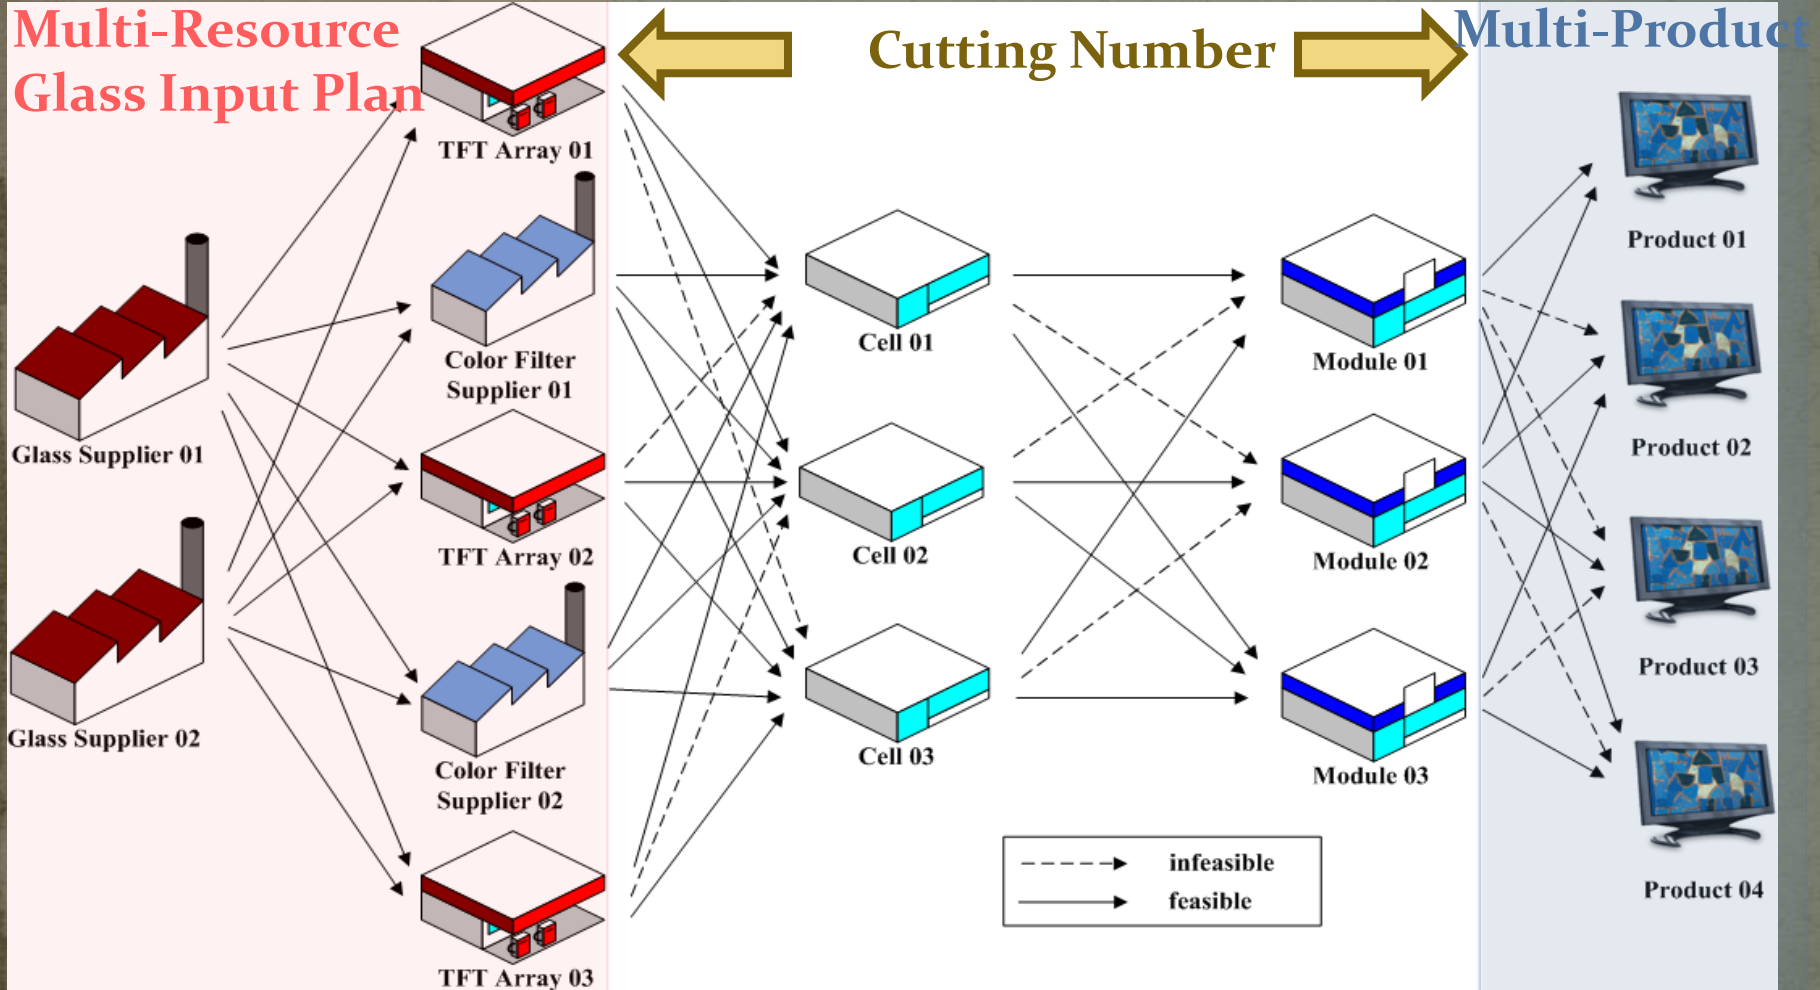 Multi-Resource
Glass Input Plan
Cutting Number
Multi-Product
TFT Array 01
Color Filter
Supplier 01
Glass Supplier 01
TFT Array 02
Glass Supplier 02
Color Filter
Supplier 02
TFT Array 03
Cell 01
Cell 02
Cell 03
Module 01
Module 02
Module 03
Product 01
Product 02
Product 03
Product 04
infeasible
feasible